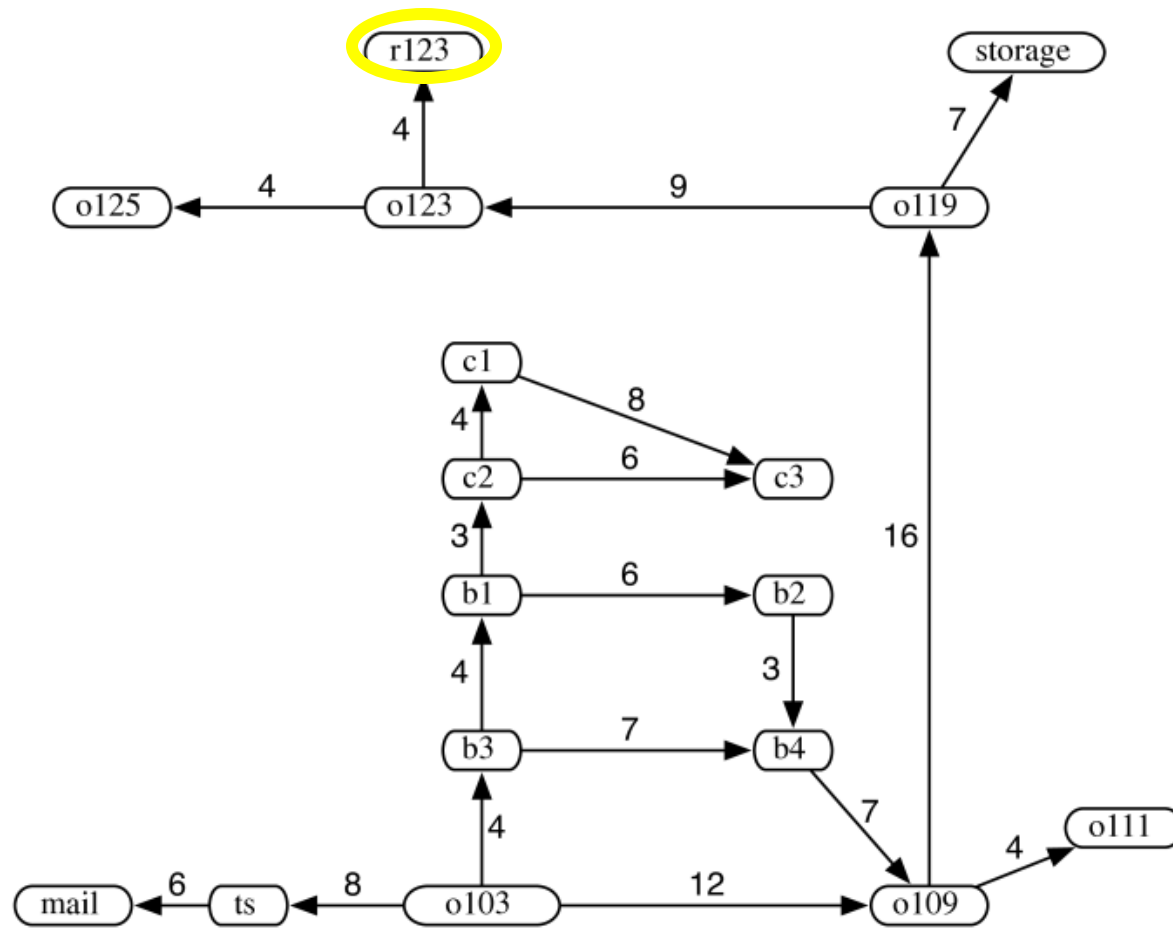 r123 storage
4 7
o125 4 o123 9 o119
c1
4 8
c2 6 c3
3 16
b1 6 b2
4 3
b3 7 b4
4 7 o111
4
mail 6 ts 8 o103 12 o109